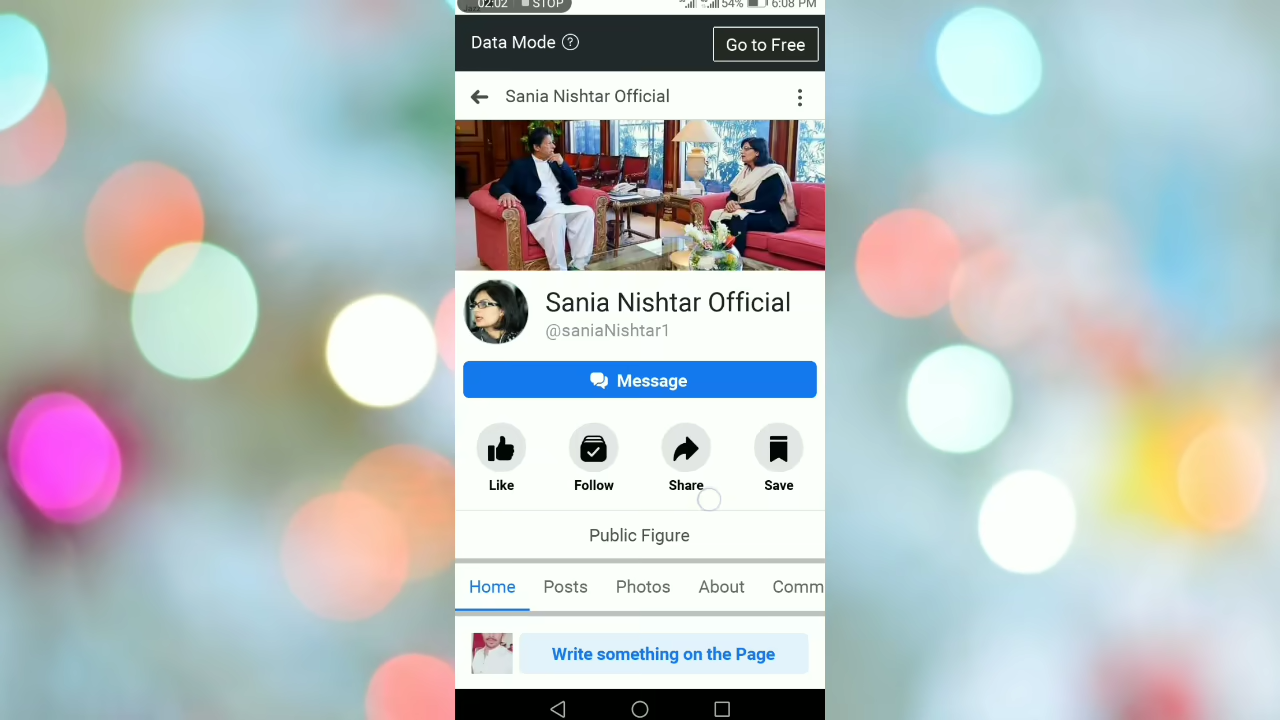 02:02 STOP 54% 6:08 PM
Data Mode ? Go to Free
Sania Nishtar Official
Sania Nishtar Official
@saniaNishtar1
Message
Like Follow Share Save
Public Figure
Home Posts Photos About Comm
Write something on the Page